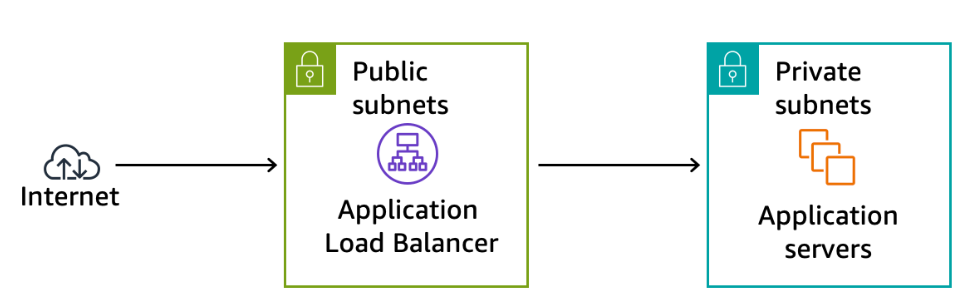 Internet
Public
subnets
Application
Load Balancer
Private
subnets
Application
servers